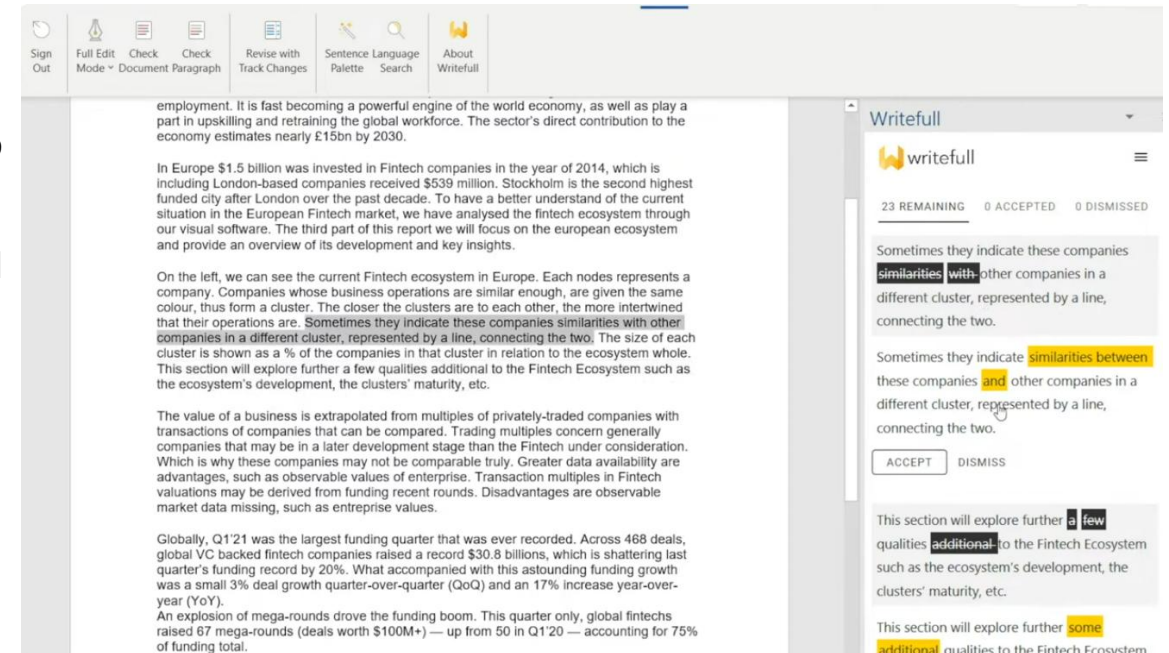 Sign
Out
Full Edit
Mode
Check
Document
Check
Paragraph
Revise with
Track Changes
Sentence
Palette
Language
Search
About
Writefull
employment. It is fast becoming a powerful engine of the world economy, as well as play a
part in upskilling and retraining the global workforce. The sector's direct contribution to the
economy estimates nearly £15bn by 2030.
In Europe $1.5 billion was invested in Fintech companies in the year of 2014, which is
including London-based companies received $539 million. Stockholm is the second highest
funded city after London over the past decade. To have a better understand of the current
situation in the European Fintech market, we have analysed the fintech ecosystem through
our visual software. The third part of this report we will focus on the european ecosystem
and provide an overview of its development and key insights.
On the left, we can see the current Fintech ecosystem in Europe. Each nodes represents a
company. Companies whose business operations are similar enough, are given the same
colour, thus form a cluster. The closer the clusters are to each other, the more intertwined
that their operations are. Sometimes they indicate these companies similarities with other
companies in a different cluster, represented by a line, connecting the two. The size of each
cluster is shown as a % of the companies in that cluster in relation to the ecosystem whole.
This section will explore further a few qualities additional to the Fintech Ecosystem such as
the ecosystem's development, the clusters' maturity, etc.
The value of a business is extrapolated from multiples of privately-traded companies with
transactions of companies that can be compared. Trading multiples concern generally
companies that may be in a later development stage than the Fintech under consideration.
Which is why these companies may not be comparable truly. Greater data availability are
advantages, such as observable values of enterprise. Transaction multiples in Fintech
valuations may be derived from funding recent rounds. Disadvantages are observable
market data missing, such as entreprise values.
Globally, Q1'21 was the largest funding quarter that was ever recorded. Across 468 deals,
global VC backed fintech companies raised a record $30.8 billions, which is shattering last
quarter's funding record by 20%. What accompanied with this astounding funding growth
was a small 3% deal growth quarter-over-quarter (QoQ) and an 17% increase year-over-
year (YoY).
An explosion of mega-rounds drove the funding boom. This quarter only, global fintechs
raised 67 mega-rounds (deals worth $100M+) — up from 50 in Q1'20 — accounting for 75%
of funding total.
Writefull
writefull
23 REMAINING
0 ACCEPTED
0 DISMISSED
Sometimes they indicate these companies
similarities with other companies in a
different cluster, represented by a line,
connecting the two.
Sometimes they indicate similarities between
these companies and other companies in a
different cluster, represented by a line,
connecting the two.
ACCEPT
DISMISS
This section will explore further a few
qualities additional to the Fintech Ecosystem
such as the ecosystem's development, the
clusters' maturity, etc.
This section will explore further some
additional qualities to the Fintech Ecosystem